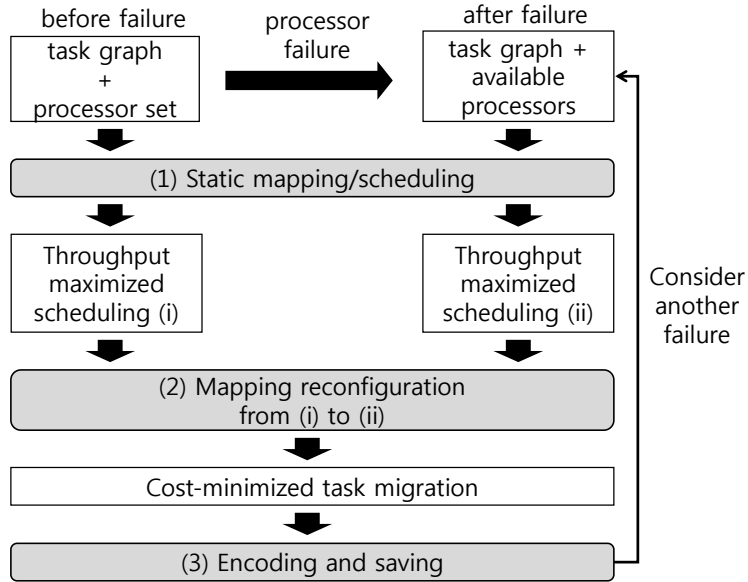 before failure
task graph
+
processor set
processor
failure
after failure
task graph +
available
processors
(1) Static mapping/scheduling
Throughput
maximized
scheduling (i)
Throughput
maximized
scheduling (ii)
Consider
another
failure
(2) Mapping reconfiguration
from (i) to (ii)
Cost-minimized task migration
(3) Encoding and saving